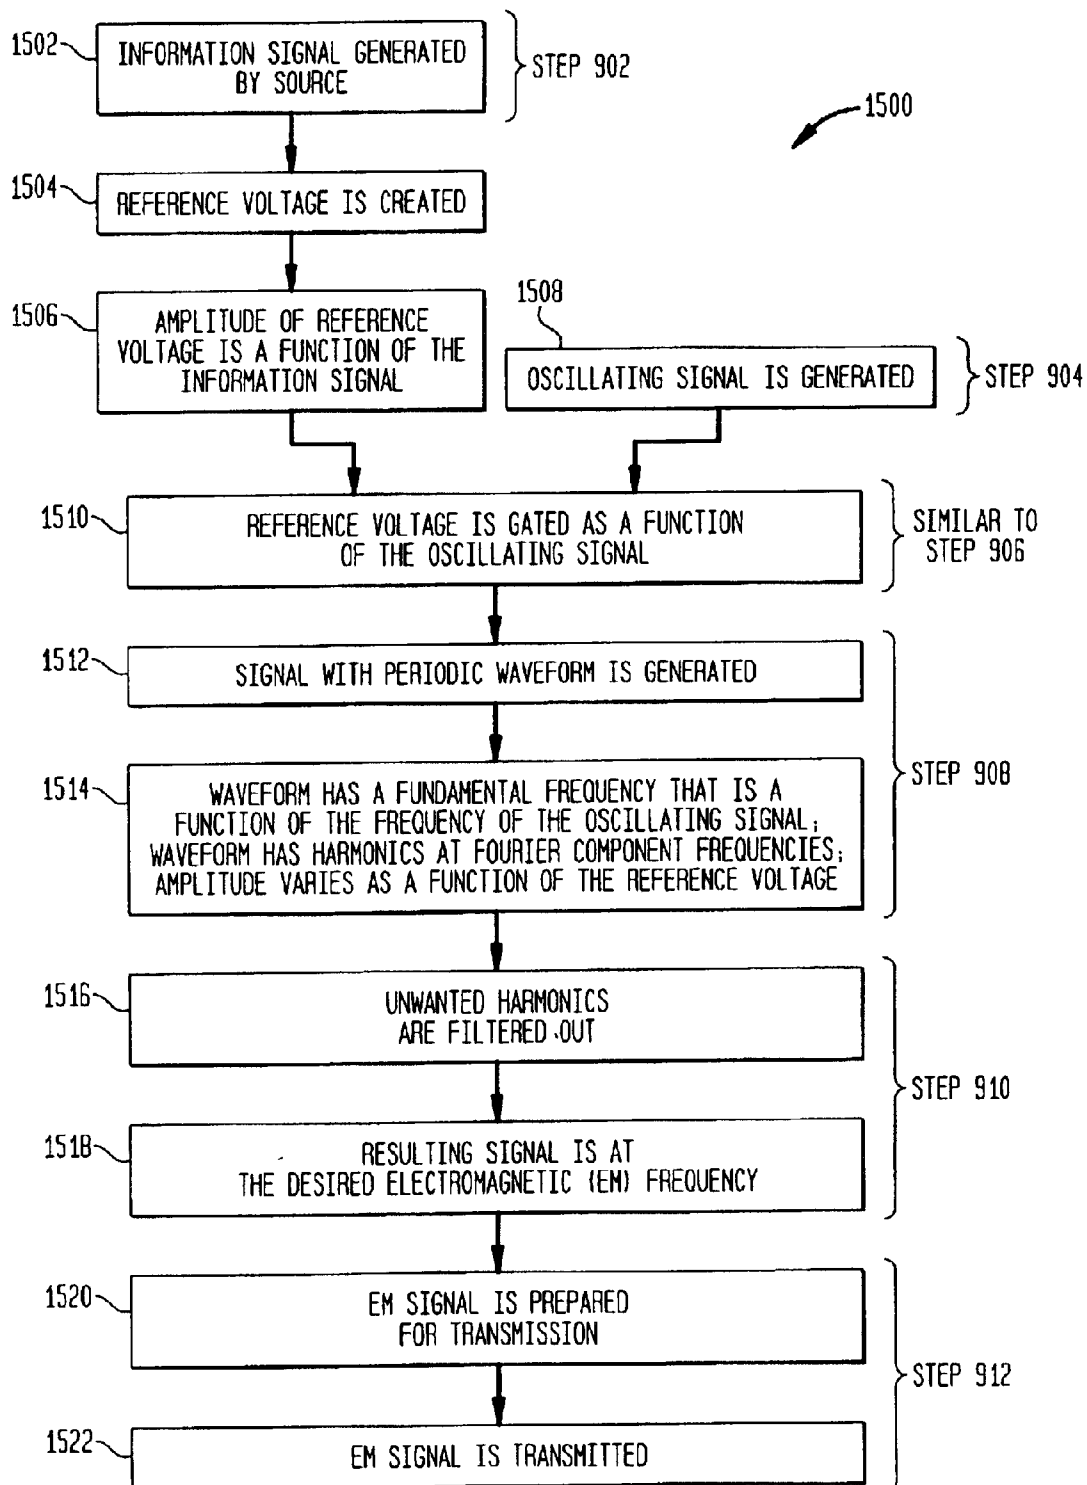 1502
INFORMATION SIGNAL GENERATED
BY SOURCE
STEP 902
1500
1504
REFERENCE VOLTAGE IS CREATED
1506
AMPLITUDE OF REFERENCE
VOLTAGE IS A FUNCTION OF THE
INFORMATION SIGNAL
1508
OSCILLATING SIGNAL IS GENERATED
STEP 904
1510
REFERENCE VOLTAGE IS GATED AS A FUNCTION
OF THE OSCILLATING SIGNAL
SIMILAR TO
STEP 906
1512
SIGNAL WITH PERIODIC WAVEFORM IS GENERATED
1514
WAVEFORM HAS A FUNDAMENTAL FREQUENCY THAT IS A
FUNCTION OF THE FREQUENCY OF THE OSCILLATING SIGNAL;
WAVEFORM HAS HARMONICS AT FOURIER COMPONENT FREQUENCIES;
AMPLITUDE VARIES AS A FUNCTION OF THE REFERENCE VOLTAGE
STEP 908
1516
UNWANTED HARMONICS
ARE FILTERED OUT
1518
RESULTING SIGNAL IS AT
THE DESIRED ELECTROMAGNETIC (EM) FREQUENCY
STEP 910
1520
EM SIGNAL IS PREPARED
FOR TRANSMISSION
STEP 912
1522
EM SIGNAL IS TRANSMITTED